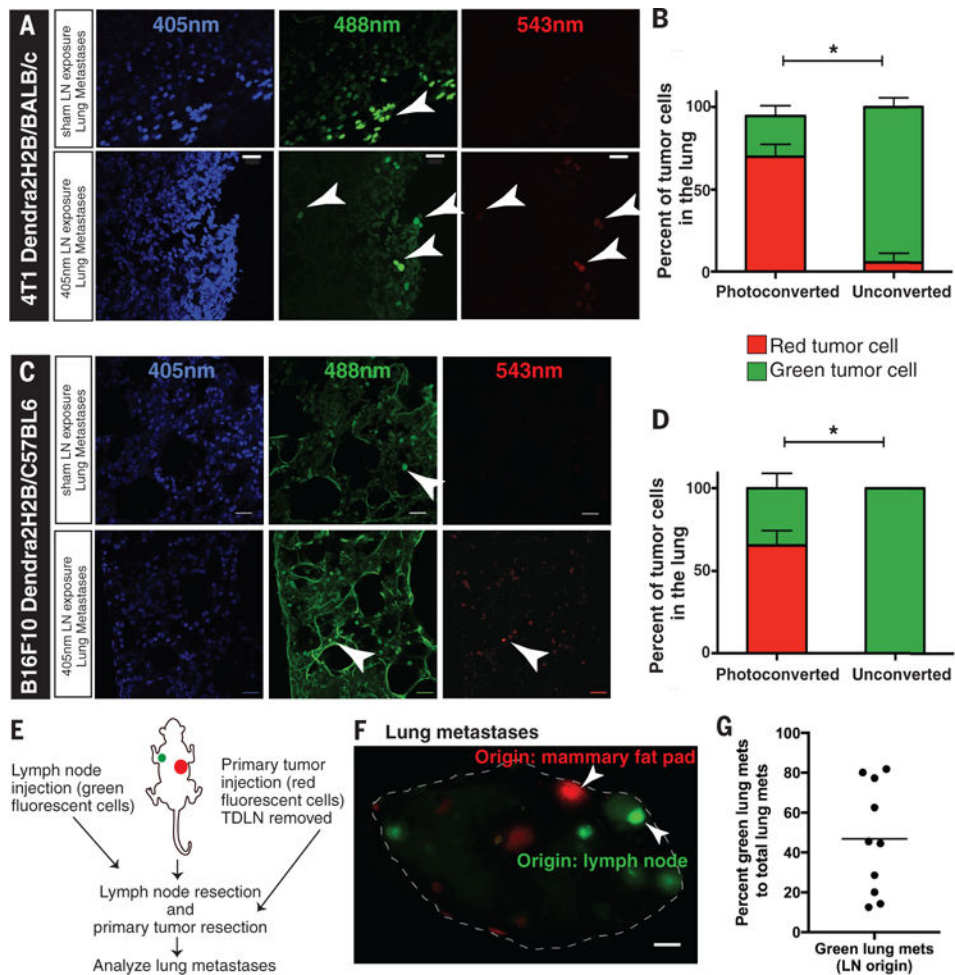 A
4T1 Dendra2H2B/BALB/c
sham LN exposure
Lung Metastases
405nm LN exposure
Lung Metastases
405nm
488nm
543nm
B
*
Percent of tumor cells
in the lung
100
50
0
Photoconverted
Unconverted
Red tumor cell
Green tumor cell
C
B16F10 Dendra2H2B/C57BL6
sham LN exposure
Lung Metastases
405nm LN exposure
Lung Metastases
405nm
488nm
543nm
D
*
Percent of tumor cells
in the lung
100
50
0
Photoconverted
Unconverted
E
Lymph node
injection (green
fluorescent cells)
Primary tumor
injection (red
fluorescent cells)
TDLN removed
Lymph node resection
and
primary tumor resection
Analyze lung metastases
F
Lung metastases
Origin: mammary fat pad
Origin: lymph node
G
Percent green lung mets
to total lung mets
100
80
60
40
20
0
Green lung mets
(LN origin)